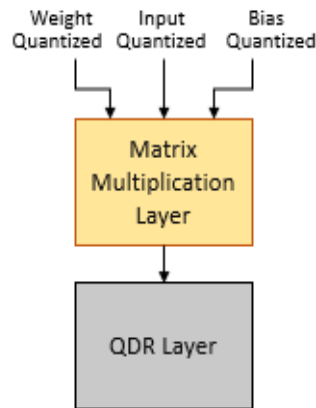 Weight Quantized
Input Quantized
Bias Quantized
Matrix
Multiplication
Layer
QDR Layer